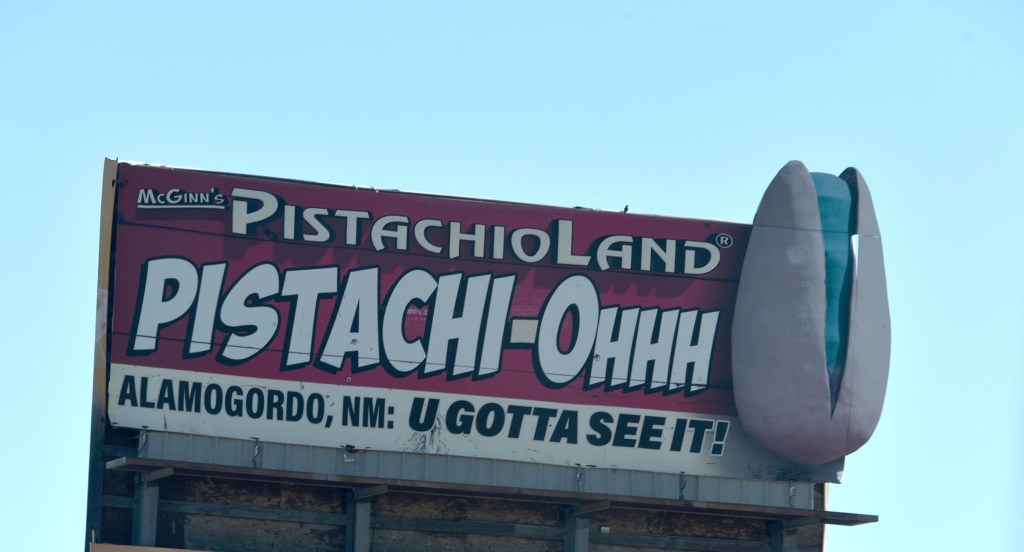 McGinn's PistachioLand®
PISTACHI-OHHH
ALAMOGORDO, NM: U GOTTA SEE IT!